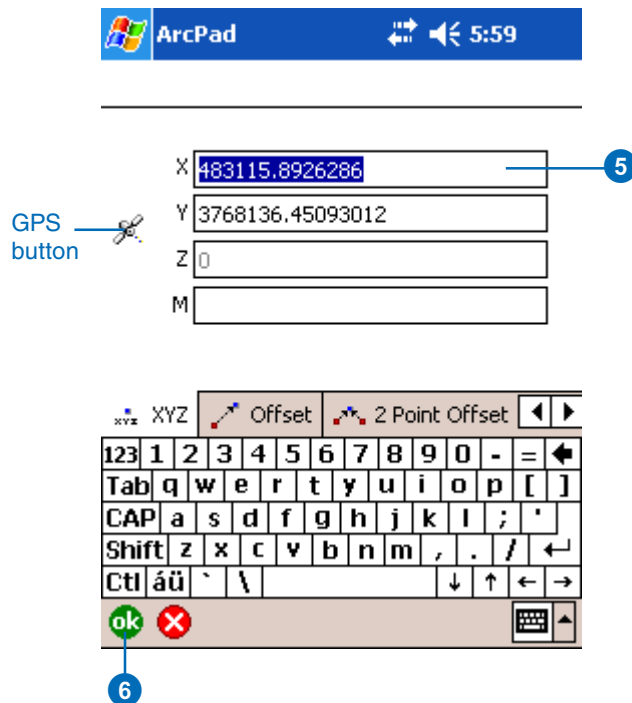 ArcPad 5:59
X 483115.8926286 5
GPS button
Y 3768136.45093012
Z 0
M
XYZ XYZ Offset 2 Point Offset
123 1 2 3 4 5 6 7 8 9 0 - =
Tab q w e r t y u i o p [ ]
CAP a s d f g h j k l ; '
Shift z x c v b n m , . /
Ctl áü ` \ ↓ ↑ ← →
ok
6